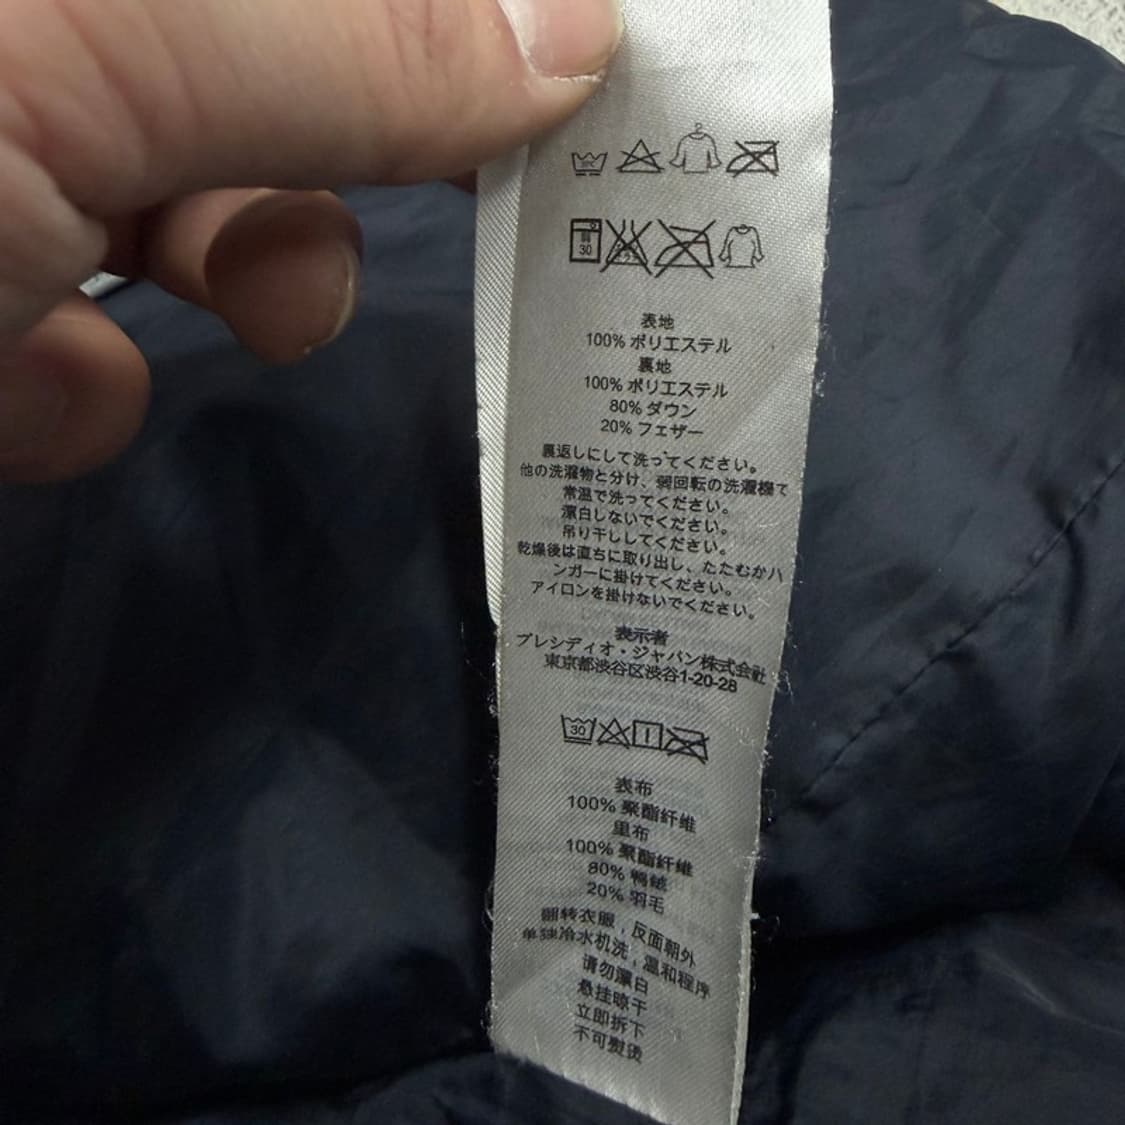 弱
30
表地
100% ポリエステル
裏地
100% ポリエステル
80% ダウン
20% フェザー
裏返しにして洗ってください。
他の洗濯物と分け、弱回転の洗濯機で
常温で洗ってください。
漂白しないでください。
吊り干ししてください。
乾燥後は直ちに取り出し、たたむかハ
ンガーに掛けてください。
アイロンを掛けないでください。
表示者
プレシディオ・ジャパン株式会社
東京都渋谷区渋谷1-20-28
30
表布
100% 聚酯纤维
里布
100% 聚酯纤维
80% 鸭绒
20% 羽毛
翻转衣服，反面朝外
单独冷水机洗，温和程序
请勿漂白
悬挂晾干
立即拆下
不可熨烫